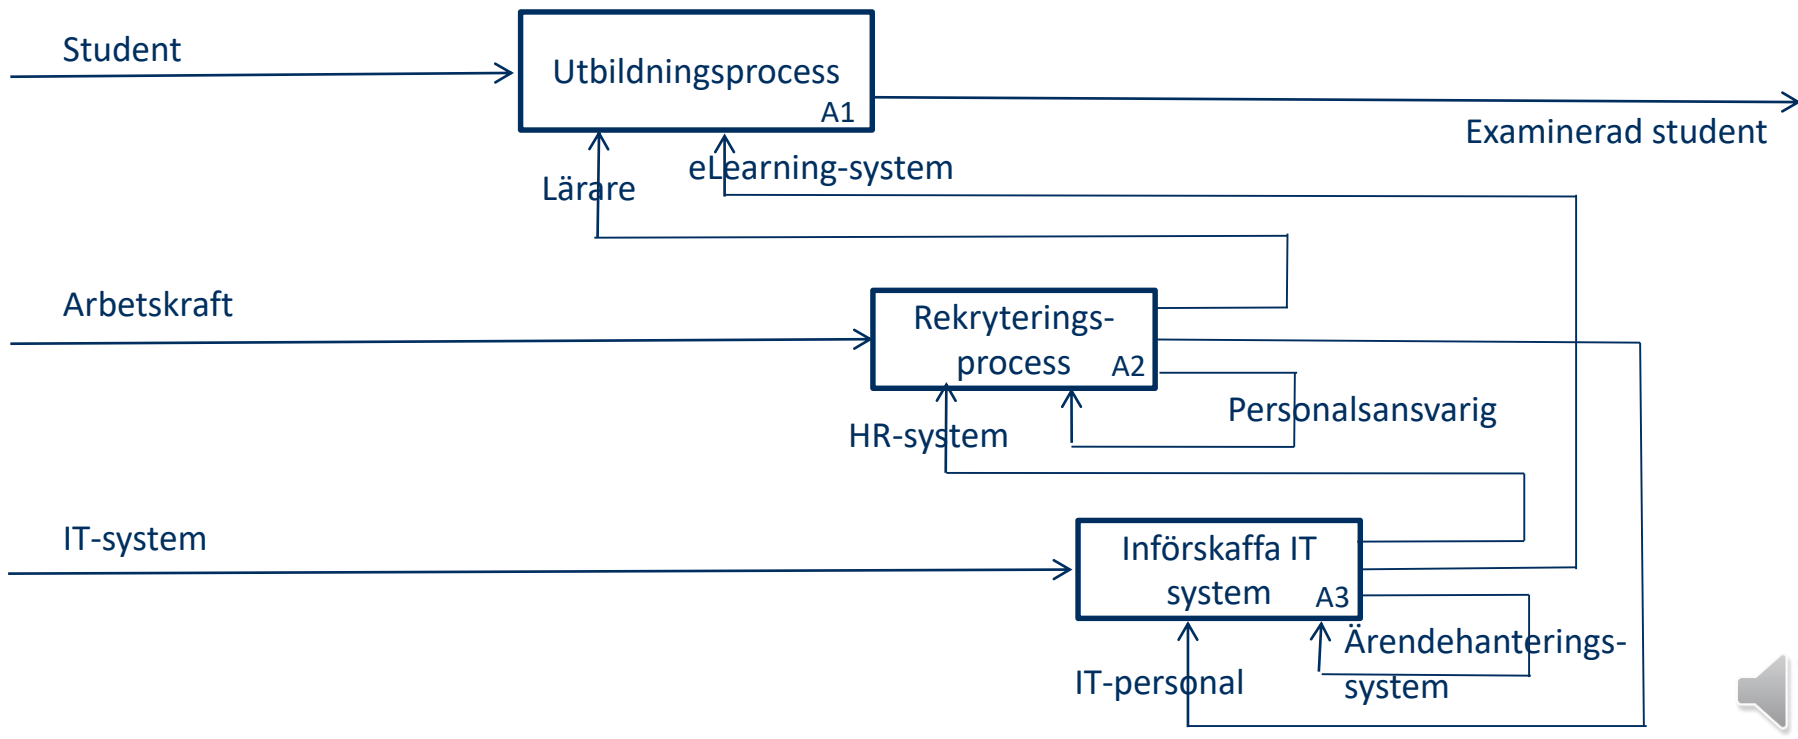 Student
Utbildningsprocess
A1
Examinerad student
eLearning-system
Lärare
Arbetskraft
Rekryterings-
process A2
Personalsansvarig
HR-system
IT-system
Införskaffa IT
system A3
Ärendehanterings-
system
IT-personal